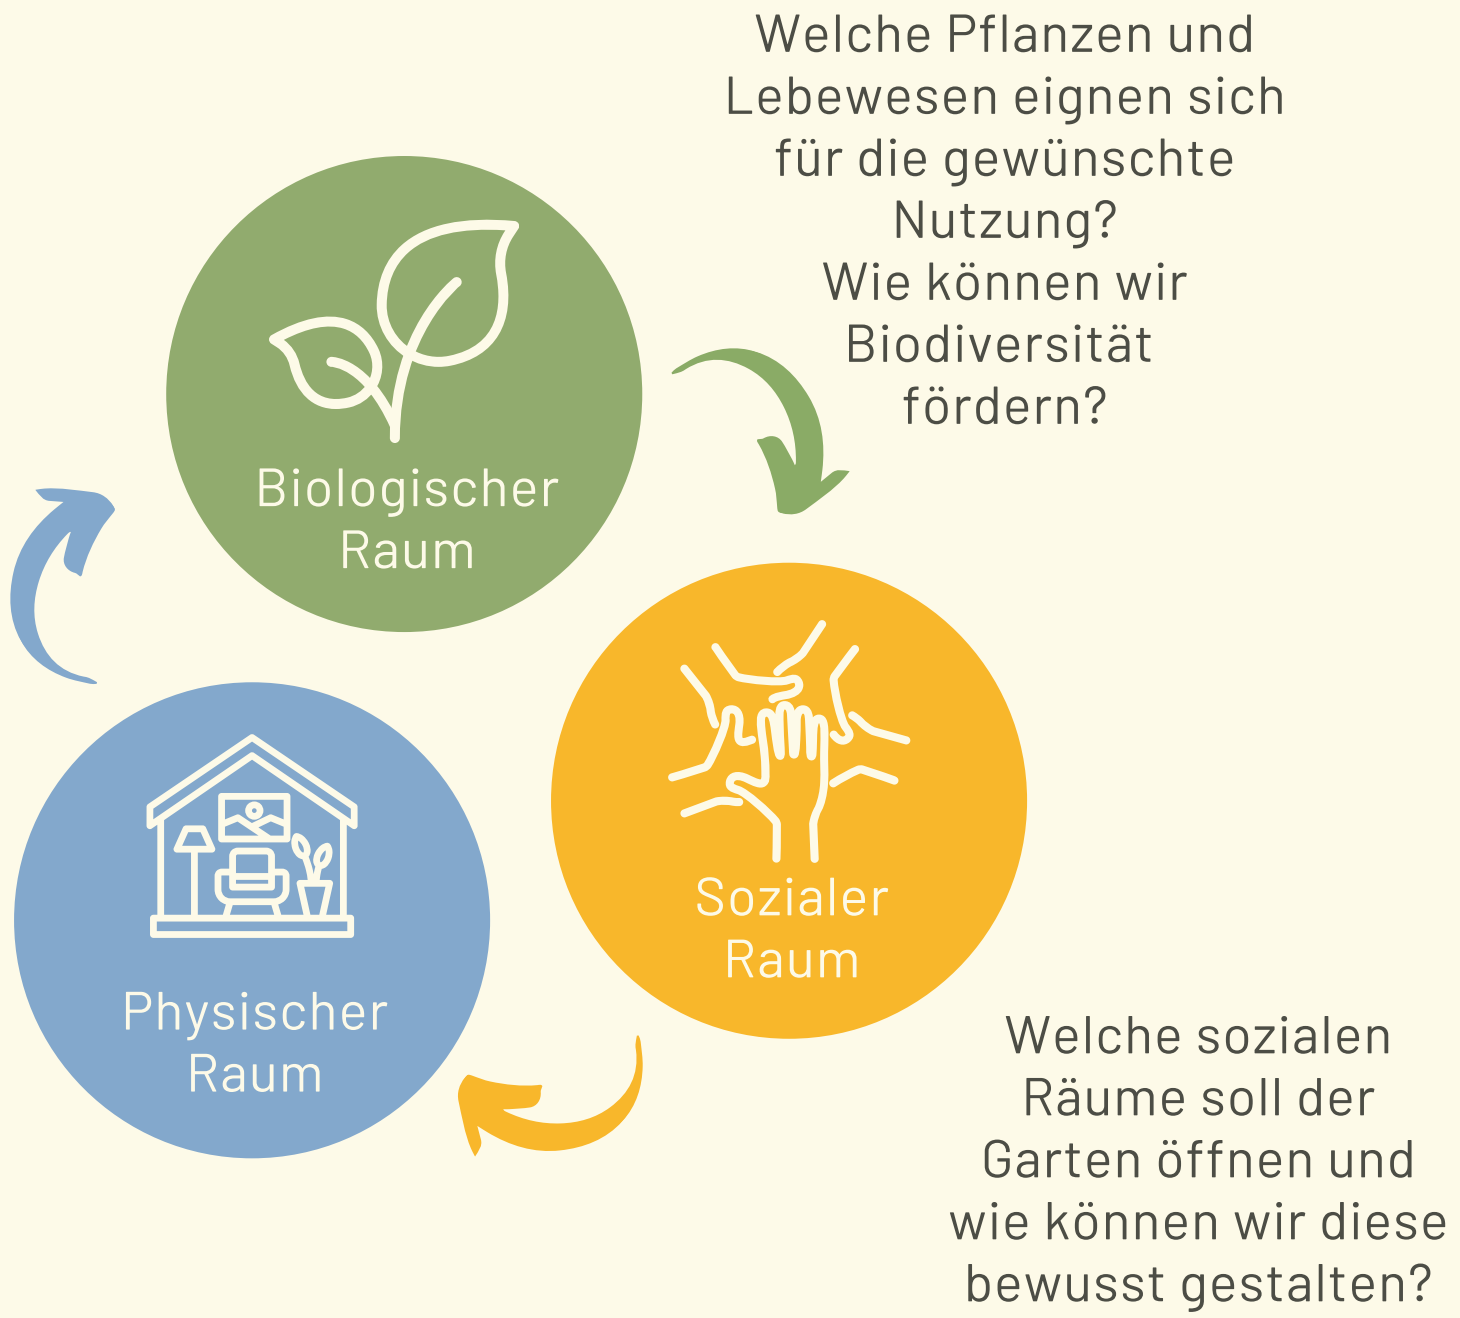 Welche Pflanzen und
Lebewesen eignen sich
für die gewünschte
Nutzung?
Wie können wir
Biodiversität
fördern?
Biologischer
Raum
Sozialer
Raum
Physischer
Raum
Welche sozialen
Räume soll der
Garten öffnen und
wie können wir diese
bewusst gestalten?